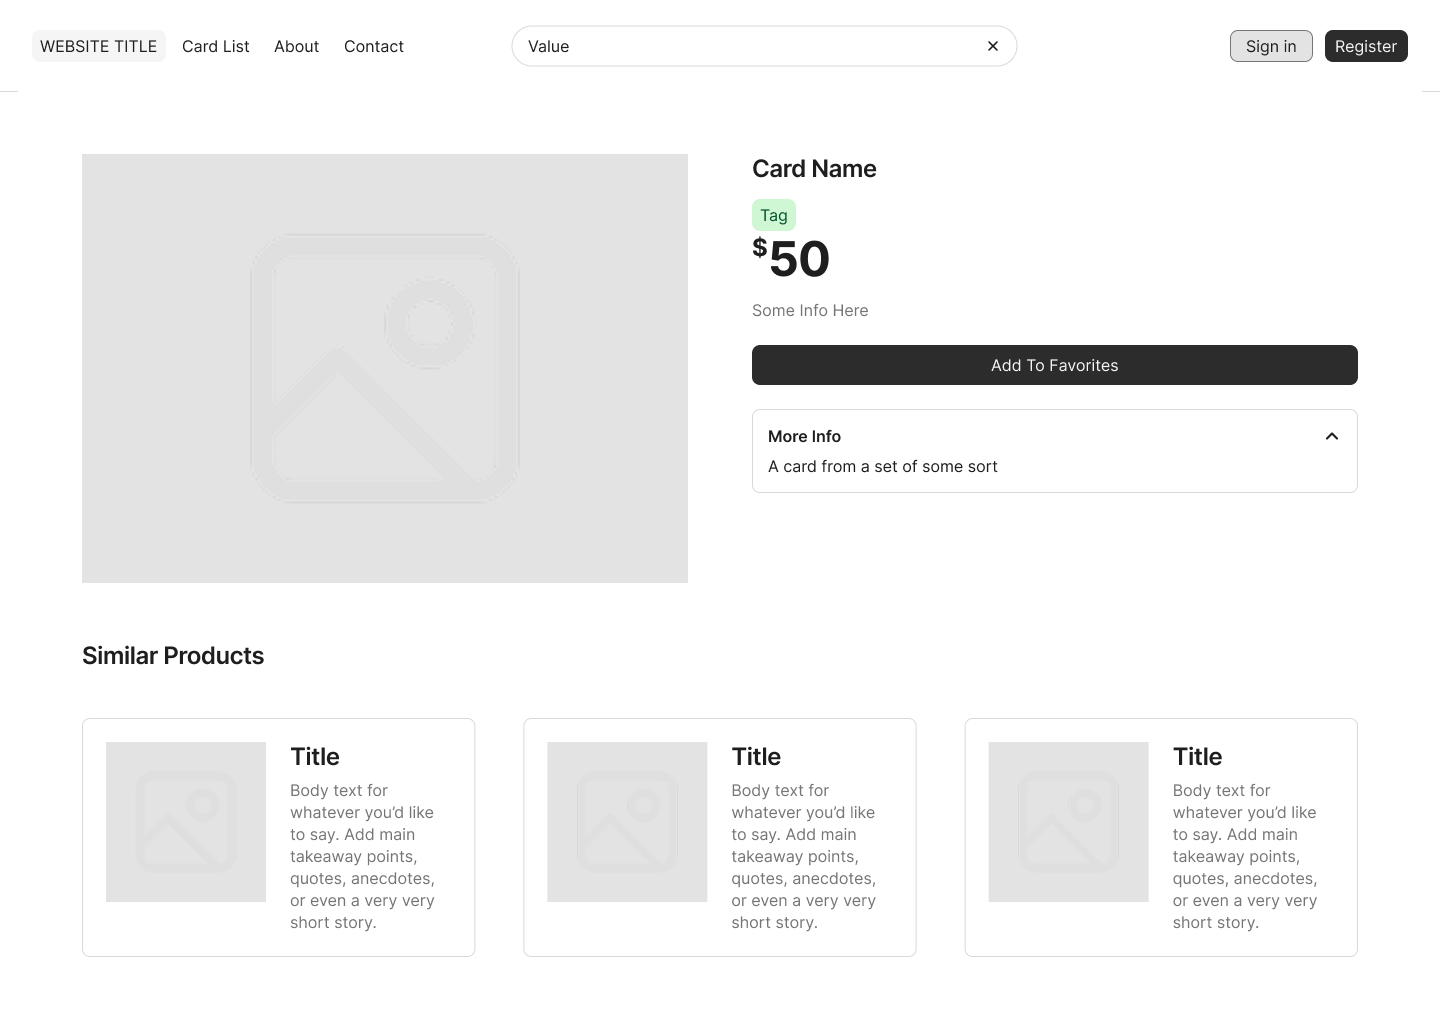 WEBSITE TITLE Card List About Contact Value Sign in Register
Card Name
Tag
$50
Some Info Here
Add To Favorites
More Info
A card from a set of some sort
Similar Products
Title
Body text for
whatever you’d like
to say. Add main
takeaway points,
quotes, anecdotes,
or even a very very
short story.
Title
Body text for
whatever you’d like
to say. Add main
takeaway points,
quotes, anecdotes,
or even a very very
short story.
Title
Body text for
whatever you’d like
to say. Add main
takeaway points,
quotes, anecdotes,
or even a very very
short story.